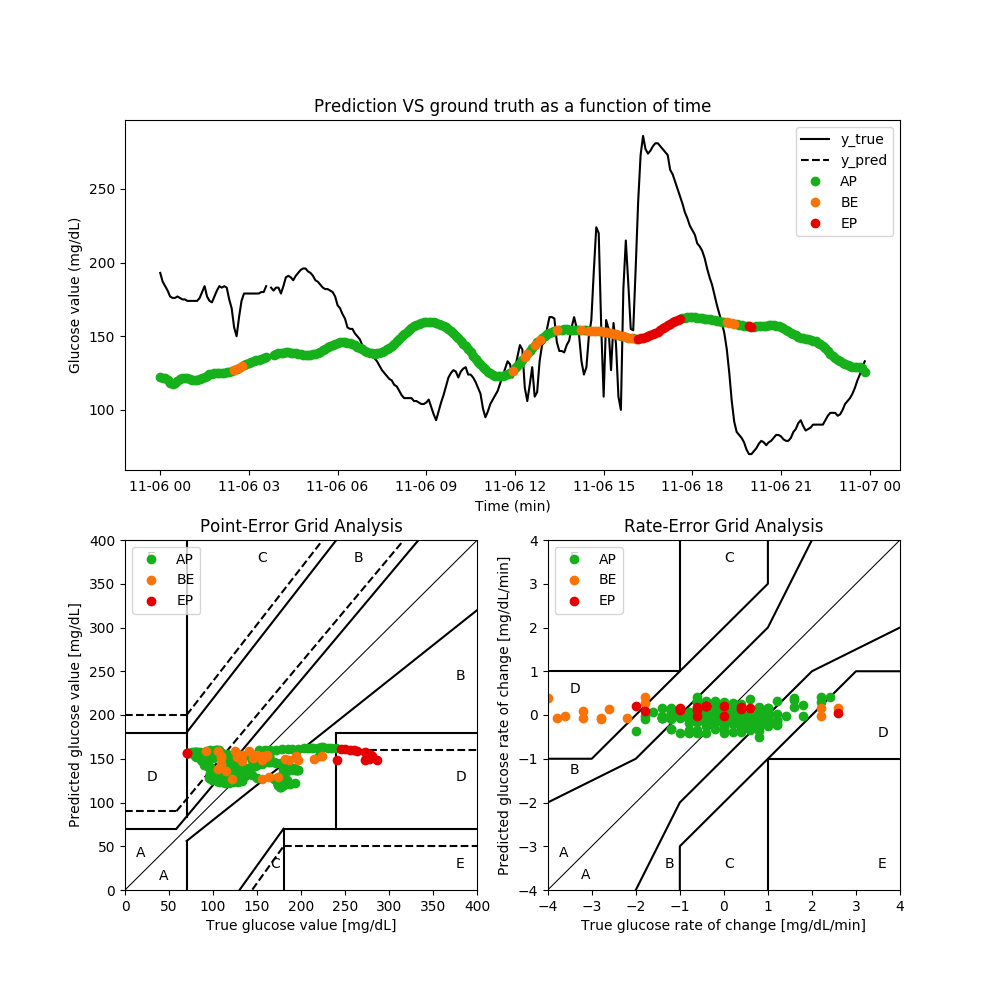 Prediction VS ground truth as a function of time
Glucose value (mg/dL)
250
200
150
100
y_true
y_pred
AP
BE
EP
11-06 00 11-06 03 11-06 06 11-06 09 11-06 12 11-06 15 11-06 18 11-06 21 11-07 00
Time (min)
Point-Error Grid Analysis
Predicted glucose value [mg/dL]
400
350
300
250
200
150
100
50
0
AP
BE
EP
C
B
B
D
D
A
A
C
E
0 50 100 150 200 250 300 350 400
True glucose value [mg/dL]
Rate-Error Grid Analysis
Predicted glucose rate of change [mg/dL/min]
4
3
2
1
0
−1
−2
−3
−4
AP
BE
EP
C
D
D
B
A
A
B
C
E
−4 −3 −2 −1 0 1 2 3 4
True glucose rate of change [mg/dL/min]